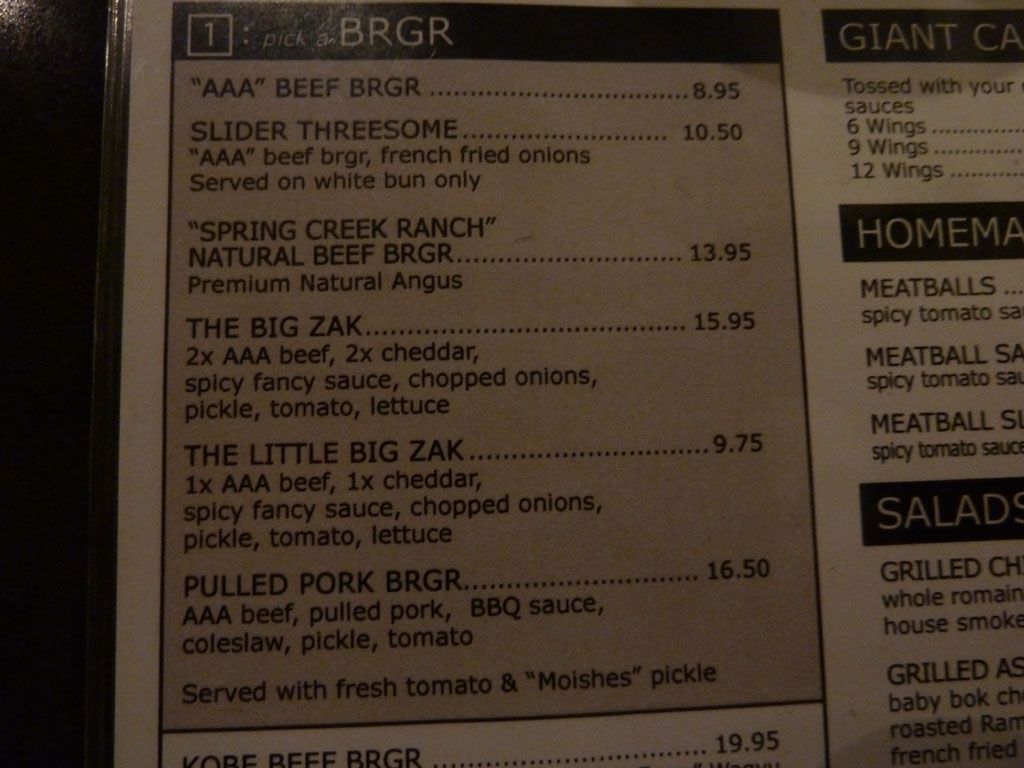 1 : pick a BRGR
"AAA" BEEF BRGR ................................ 8.95
SLIDER THREESOME ......................... 10.50
"AAA" beef brgr, french fried onions
Served on white bun only
"SPRING CREEK RANCH"
NATURAL BEEF BRGR ............................ 13.95
Premium Natural Angus
THE BIG ZAK ....................................... 15.95
2x AAA beef, 2x cheddar,
spicy fancy sauce, chopped onions,
pickle, tomato, lettuce
THE LITTLE BIG ZAK ............................. 9.75
1x AAA beef, 1x cheddar,
spicy fancy sauce, chopped onions,
pickle, tomato, lettuce
PULLED PORK BRGR ............................ 16.50
AAA beef, pulled pork, BBQ sauce,
coleslaw, pickle, tomato
Served with fresh tomato & "Moishes" pickle
KOBE BEEF BRGR ................................. 19.95
GIANT CA
Tossed with your
sauces
6 Wings ............
9 Wings ............
12 Wings ..........
HOMEMA
MEATBALLS ...
spicy tomato sa
MEATBALL SA
spicy tomato sau
MEATBALL SL
spicy tomato sauce
SALADS
GRILLED CHI
whole romain
house smoke
GRILLED AS
baby bok cho
roasted Ram
french fried